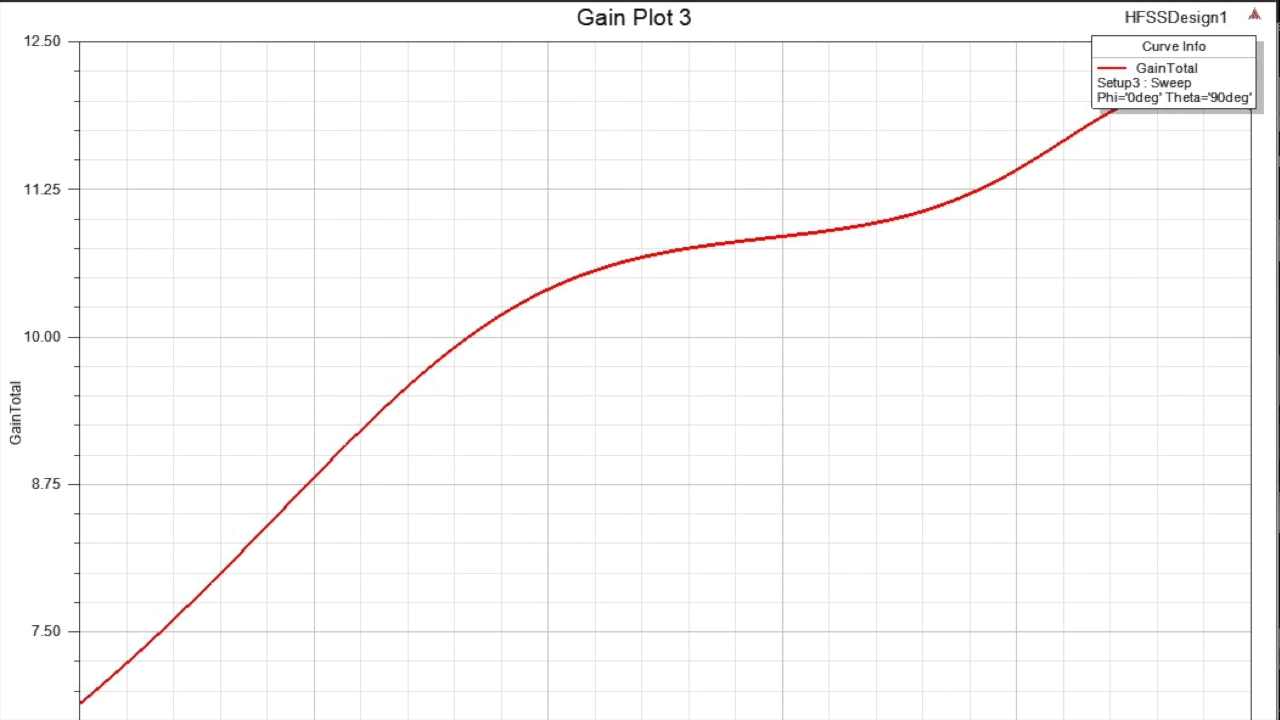 Gain Plot 3
HFSSDesign1
Curve Info
GainTotal
Setup3 : Sweep
Phi='0deg' Theta='90deg'
12.50
11.25
10.00
8.75
7.50
GainTotal